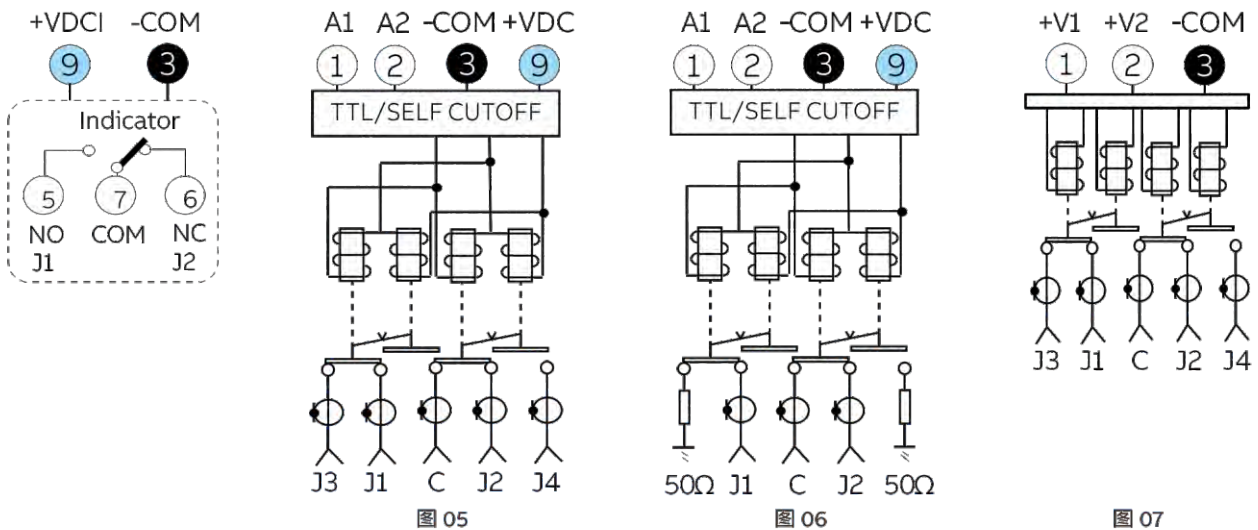 +VDCI -COM
9 3
Indicator
5 7 6
NO COM NC
J1 J2
A1 A2 -COM +VDC
1 2 3 9
TTL/SELF CUTOFF
J3 J1 C J2 J4
图 05
A1 A2 -COM +VDC
1 2 3 9
TTL/SELF CUTOFF
50Ω J1 C J2 50Ω
图 06
+V1 +V2 -COM
1 2 3
J3 J1 C J2 J4
图 07